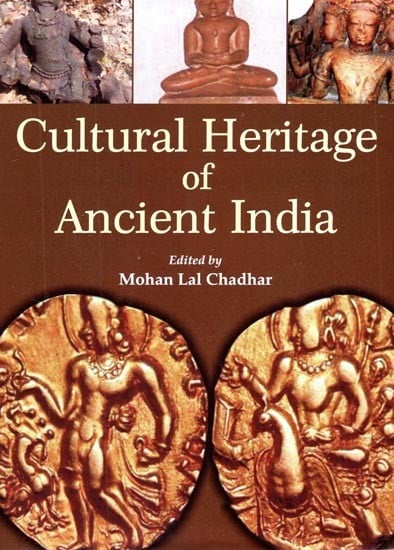 Cultural Heritage
of
Ancient India
Edited by
Mohan Lal Chadhar